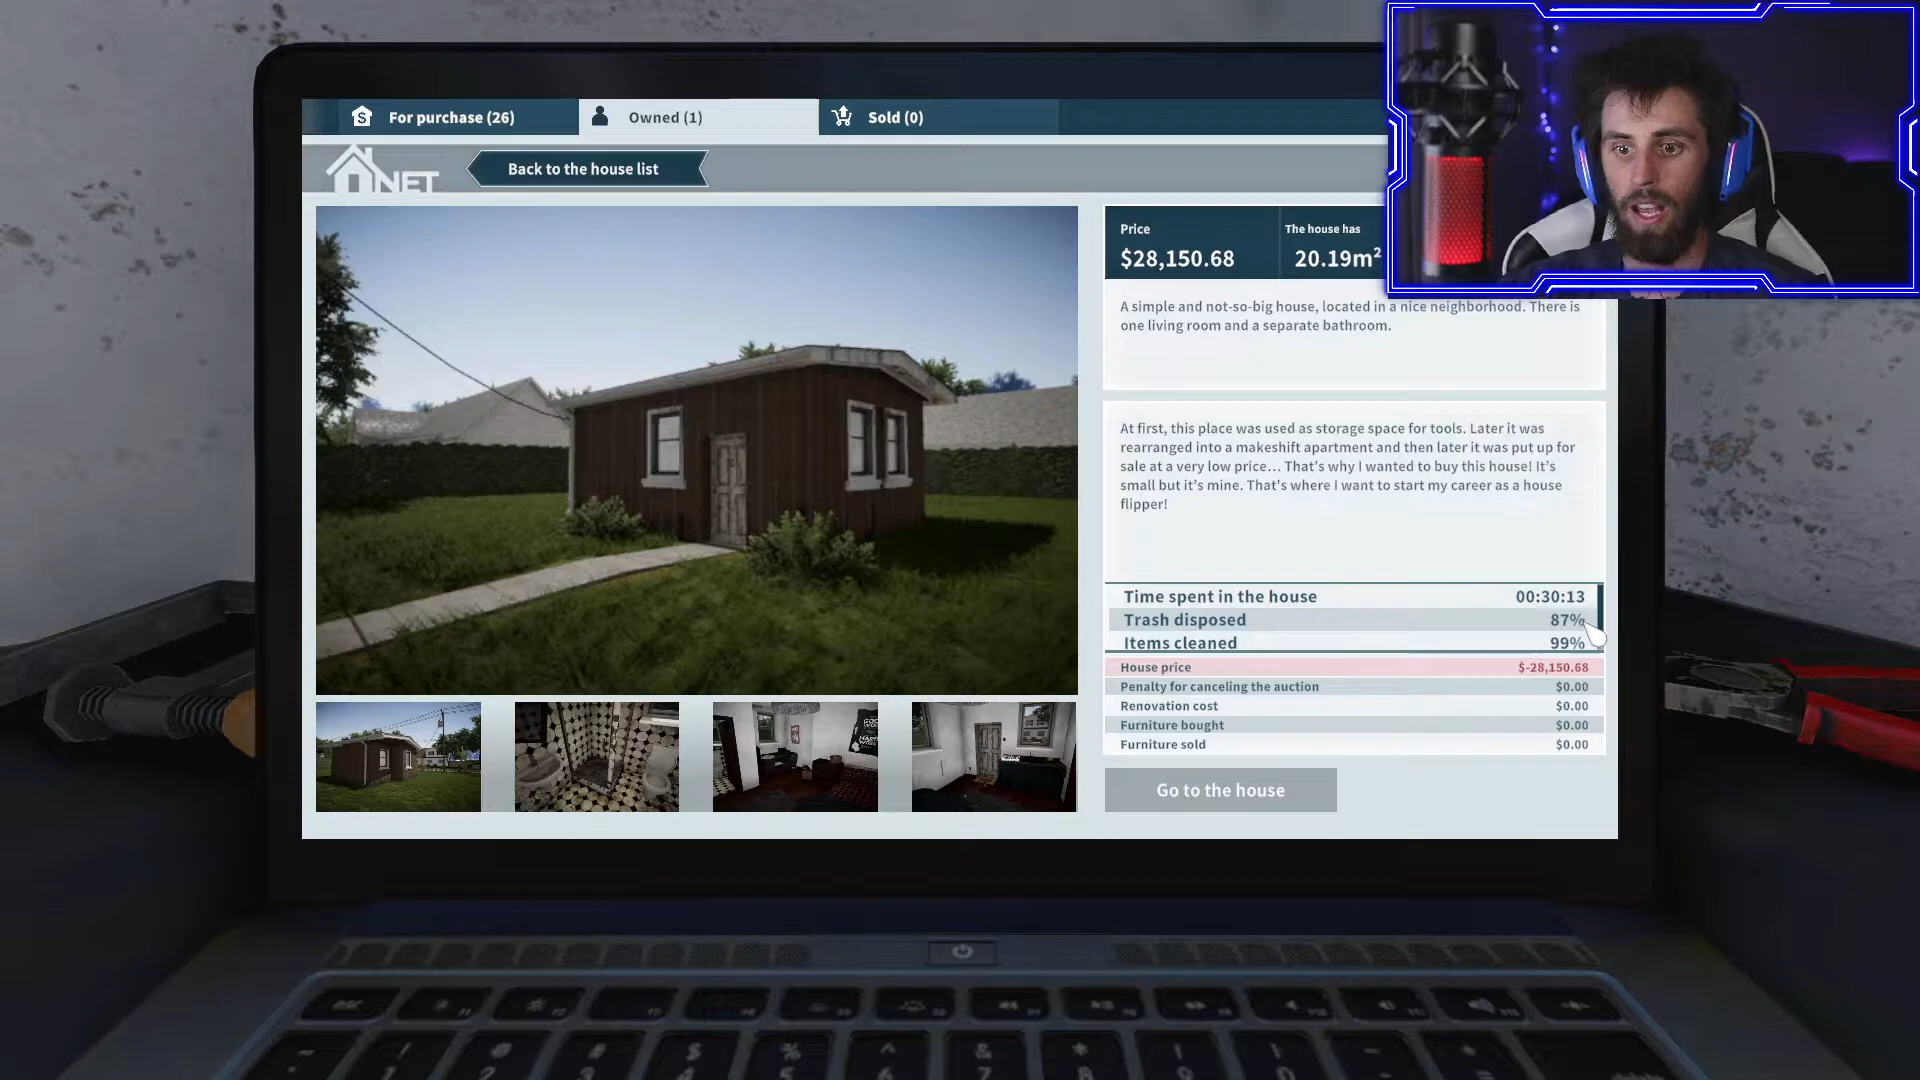 For purchase (26)
Owned (1)
Sold (0)
NET
Back to the house list
Price
$28,150.68
The house has
20.19m²
A simple and not-so-big house, located in a nice neighborhood. There is
one living room and a separate bathroom.
At first, this place was used as storage space for tools. Later it was
rearranged into a makeshift apartment and then later it was put up for
sale at a very low price... That's why I wanted to buy this house! It's
small but it's mine. That's where I want to start my career as a house
flipper!
Time spent in the house 00:30:13
Trash disposed 87%
Items cleaned 99%
House price $-28,150.68
Penalty for canceling the auction $0.00
Renovation cost $0.00
Furniture bought $0.00
Furniture sold $0.00
Go to the house